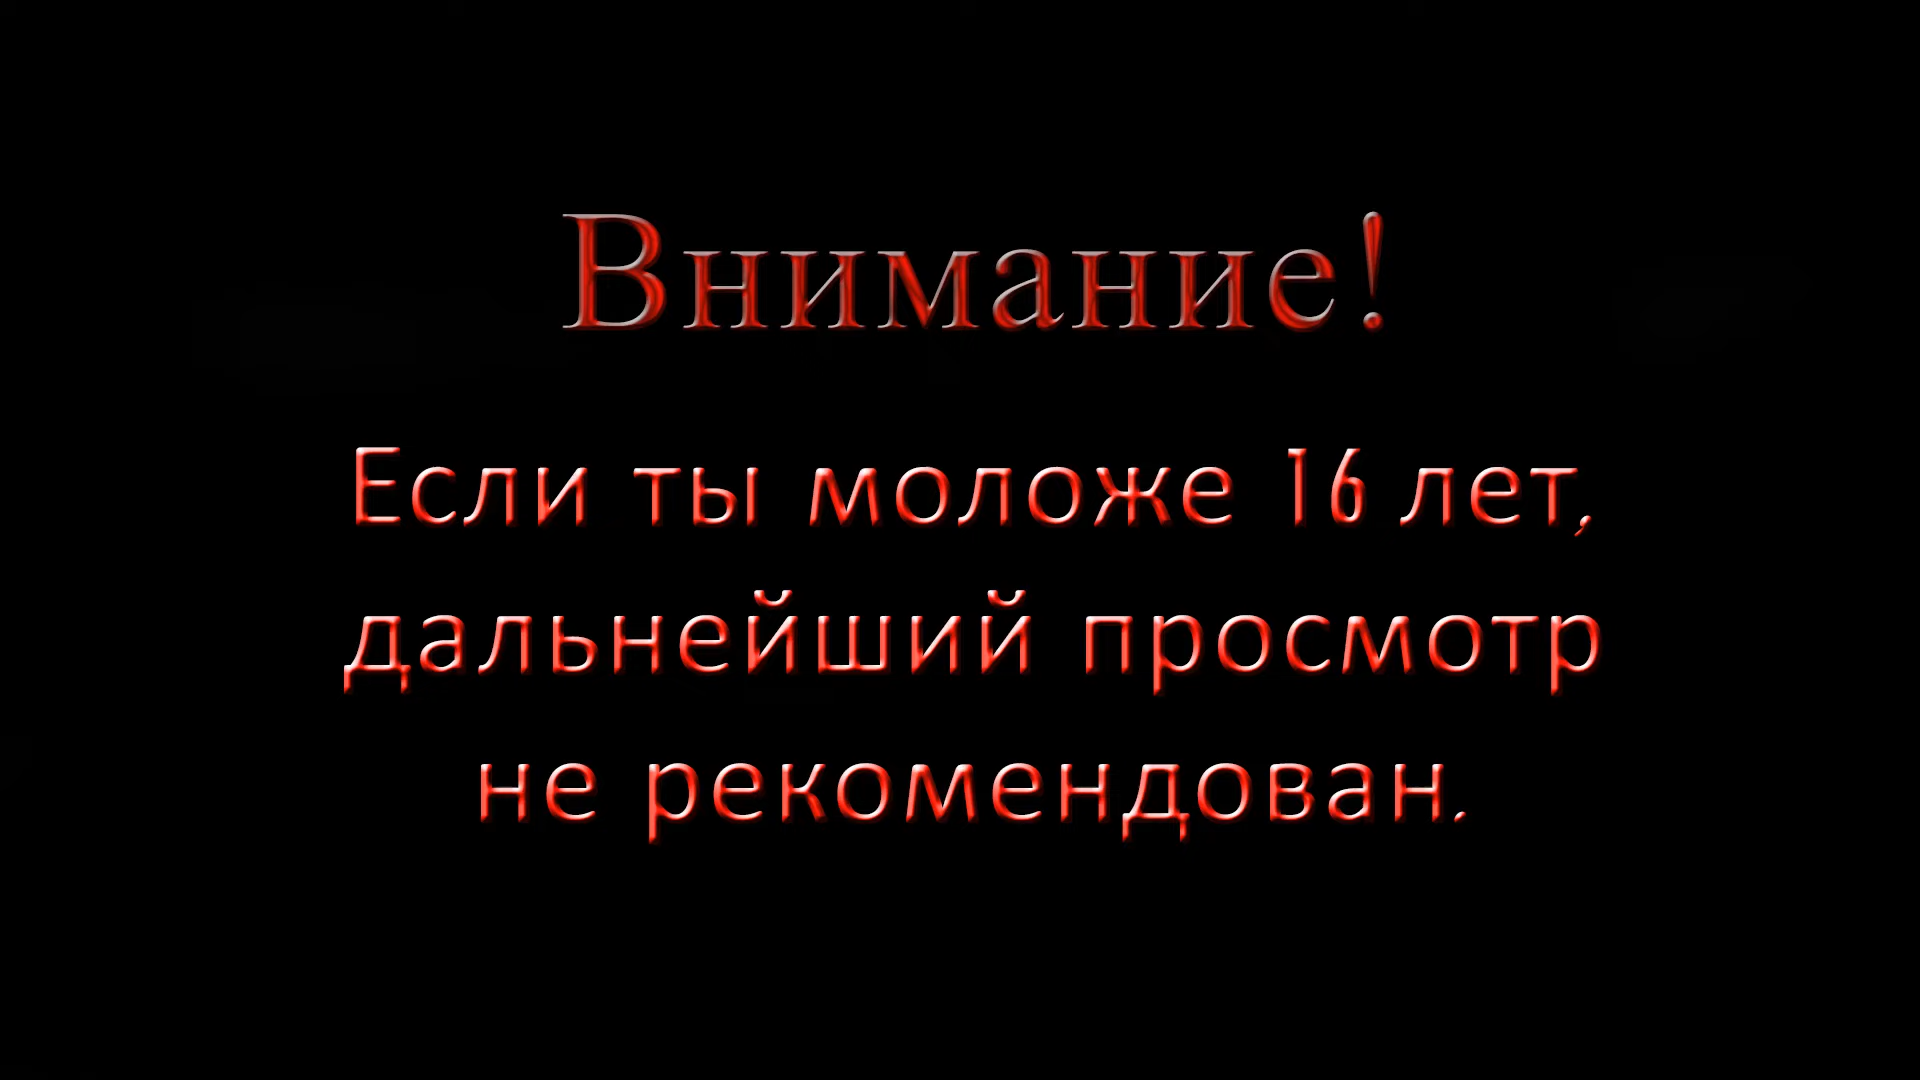 Внимание!
Если ты моложе 16 лет,
дальнейший просмотр
не рекомендован.